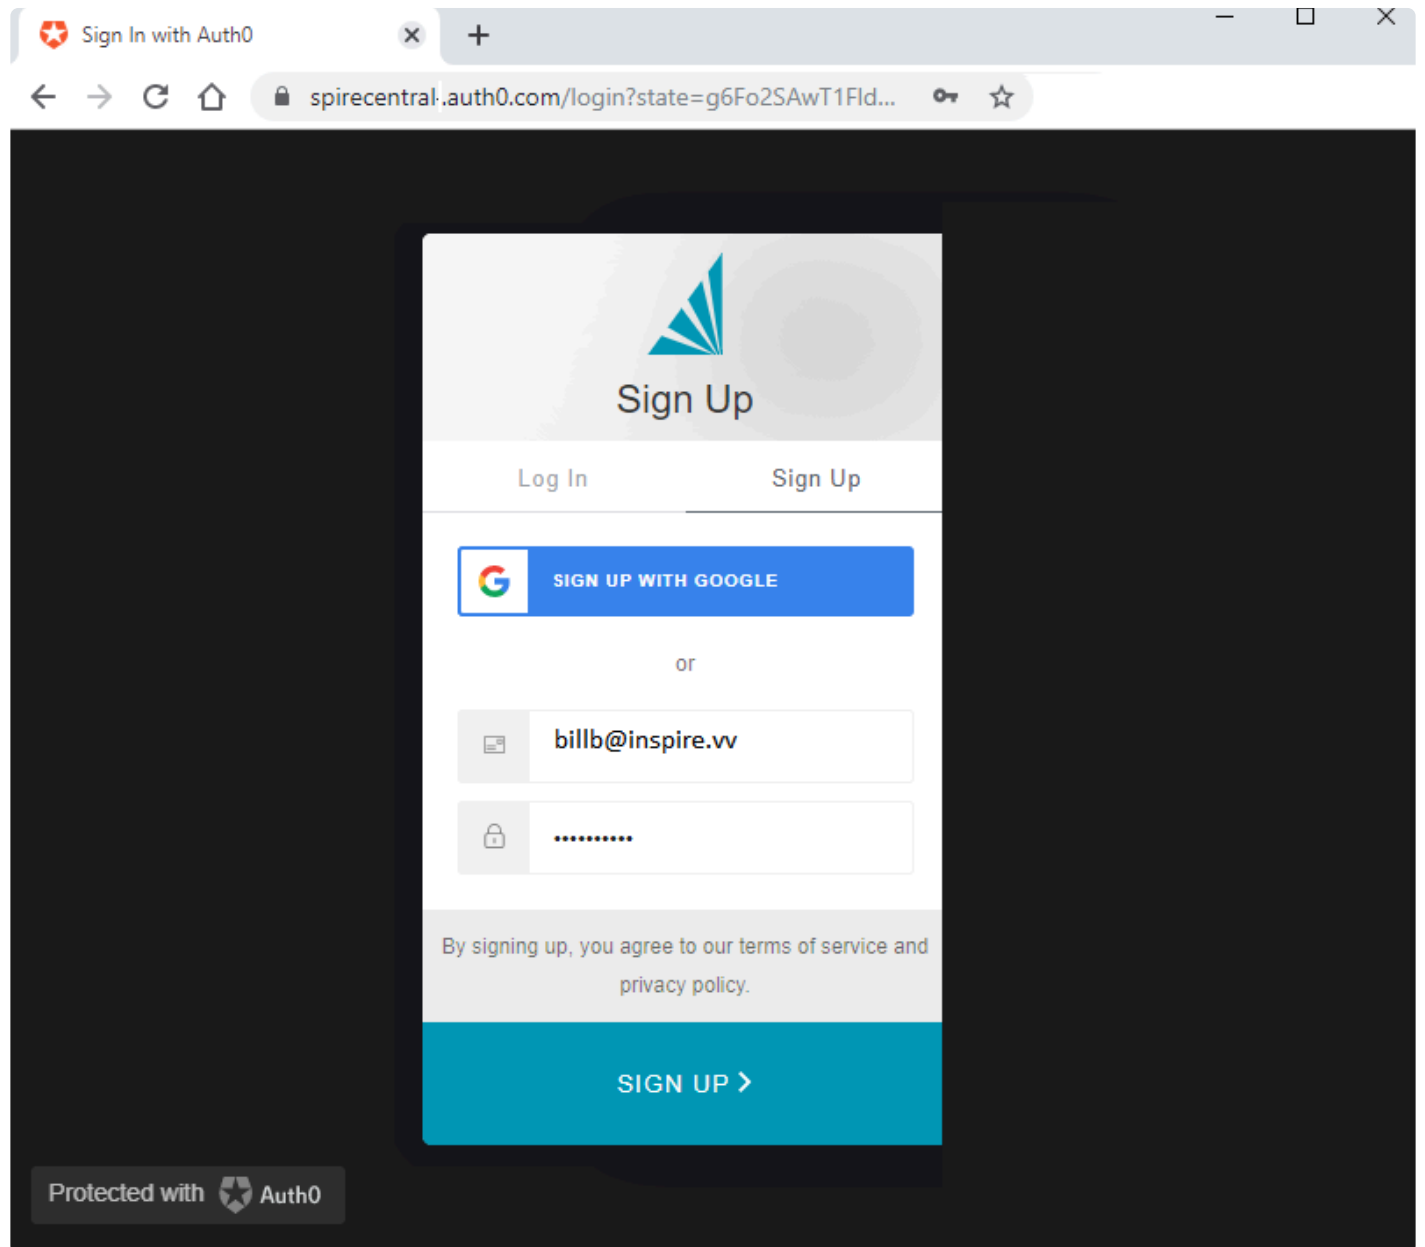 Sign In with Auth0
spirecentral-.auth0.com/login?state=g6Fo2SAwT1Fld...
Sign Up
Log In
Sign Up
SIGN UP WITH GOOGLE
or
billb@inspire.vv
••••••••••
By signing up, you agree to our terms of service and
privacy policy.
SIGN UP
Protected with Auth0